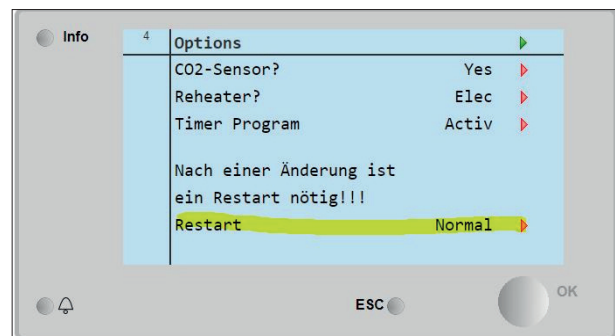 Info
4 Options
CO2-Sensor? Yes
Reheater? Elec
Timer Program Activ
Nach einer Änderung ist
ein Restart nötig!!!
Restart Normal
ESC
OK